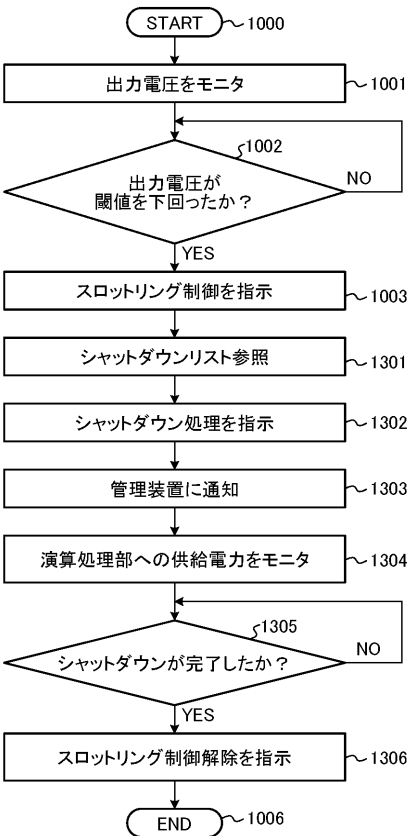 START 1000
出力電圧をモニタ 1001
1002
出力電圧が
閾値を下回ったか？ NO
YES
スロットリング制御を指示 1003
シャットダウンリスト参照 1301
シャットダウン処理を指示 1302
管理装置に通知 1303
演算処理部への供給電力をモニタ 1304
1305
シャットダウンが完了したか？ NO
YES
スロットリング制御解除を指示 1306
END 1006